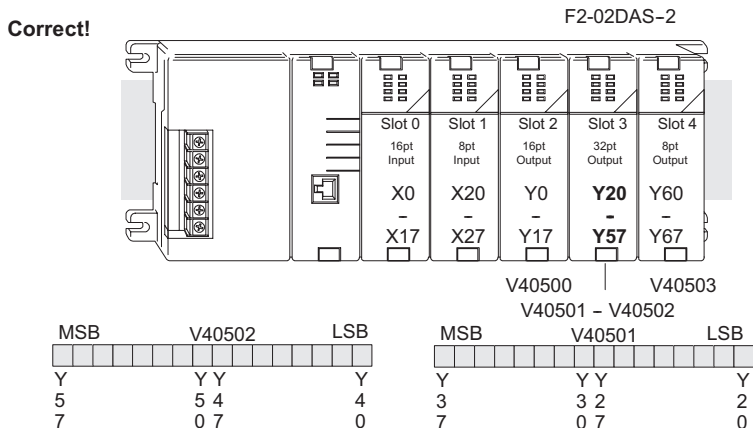 F2-02DAS-2
Correct!
Slot 0 Slot 1 Slot 2 Slot 3 Slot 4
16pt 8pt 16pt 32pt 8pt
Input Input Output Output Output
X0 X20 Y0 Y20 Y60
- - - - -
X17 X27 Y17 Y57 Y67
V40500 V40503
V40501 - V40502
MSB V40502 LSB MSB V40501 LSB
Y Y Y Y Y Y Y Y
5 5 4 4 3 3 2 2
7 0 7 0 7 0 7 0